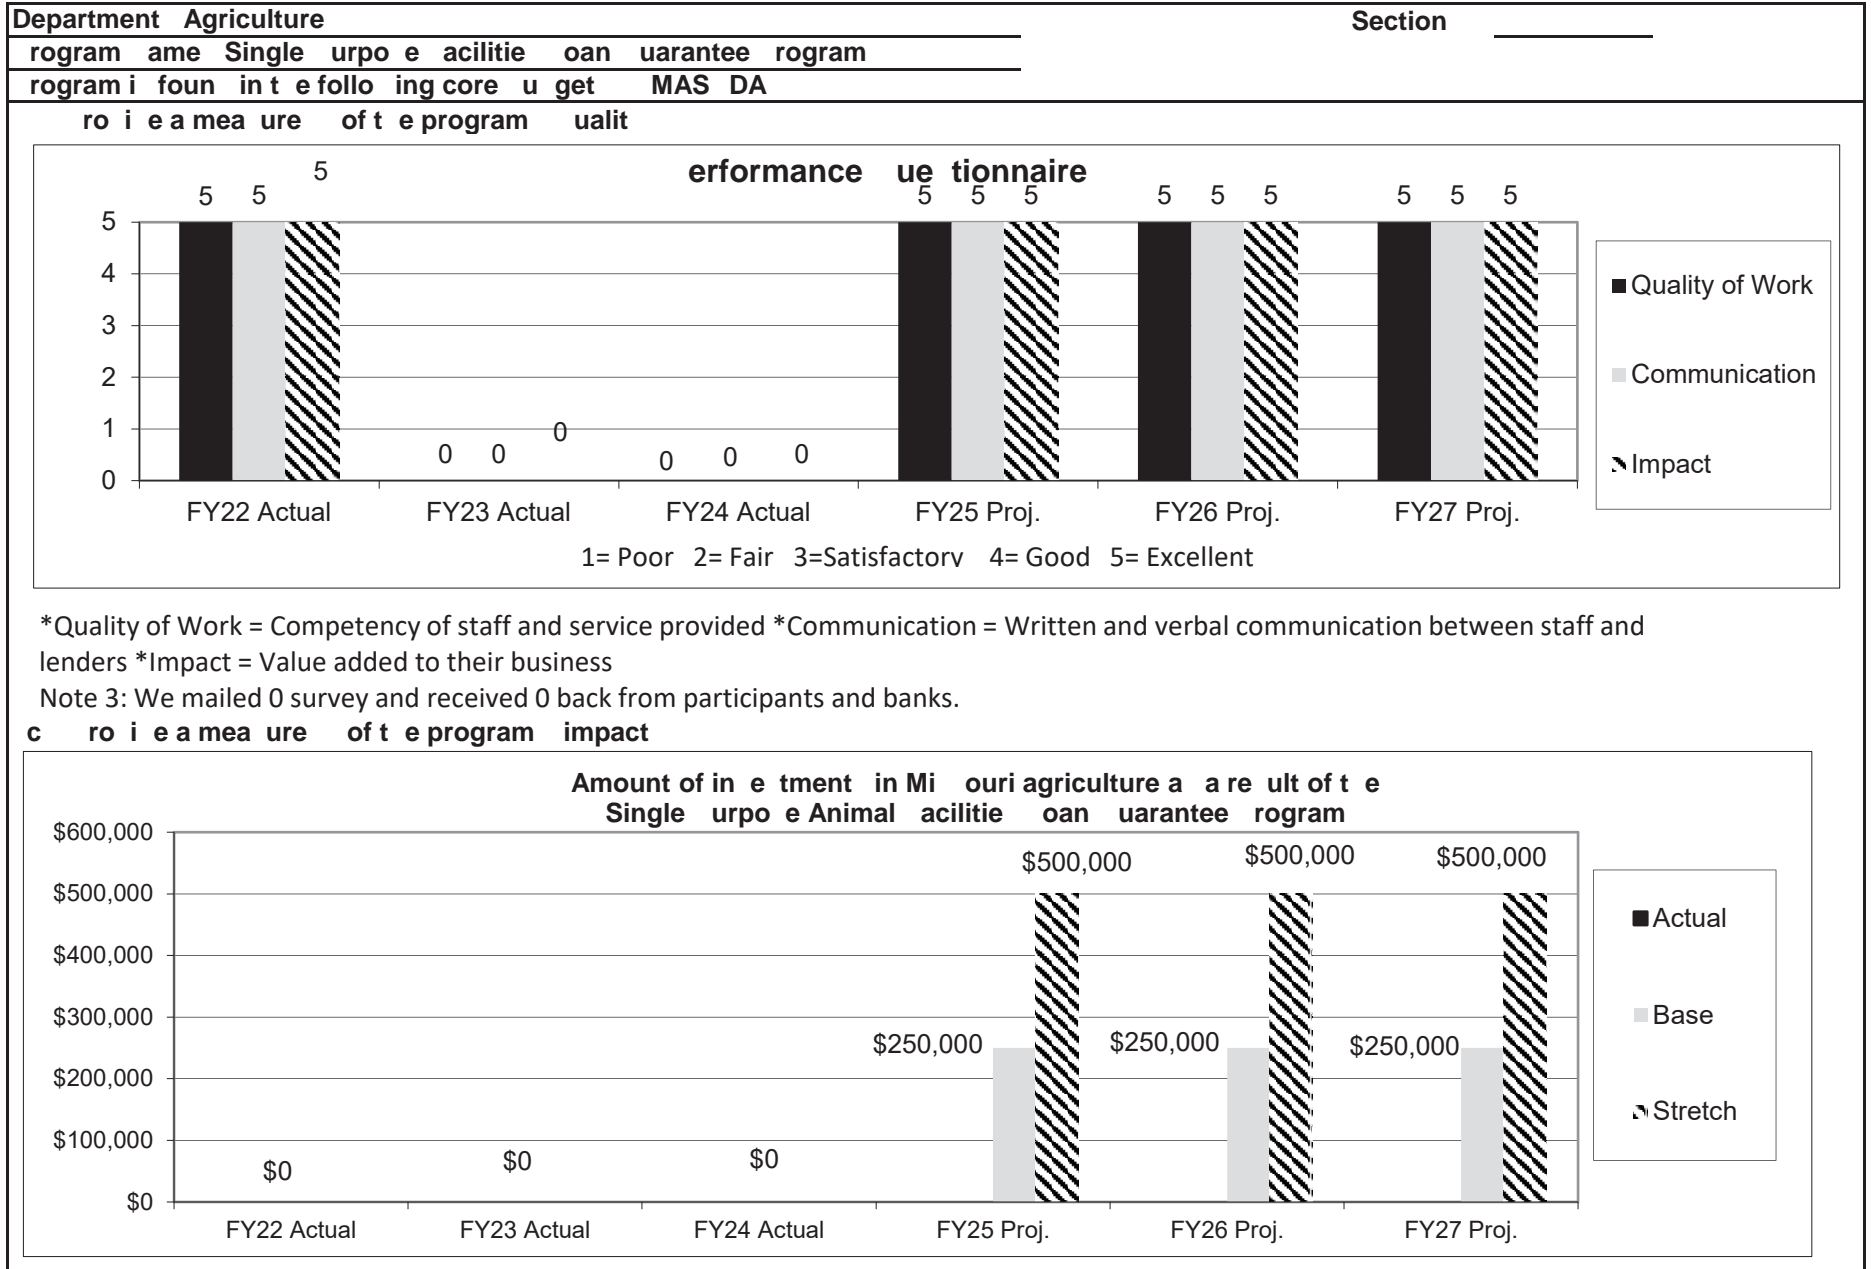 Department Agriculture Section
rogram ame Single urpo e acilitie oan uarantee rogram
rogram i foun in t e follo ing core u get MAS DA
ro i e a mea ure of t e program ualit
erformance ue tionnaire
5 5 5 5 5 5 5 5 5 5 5 5
5
4
3
2
1
0
0 0 0 0 0 0
FY22 Actual FY23 Actual FY24 Actual FY25 Proj. FY26 Proj. FY27 Proj.
1= Poor 2= Fair 3=Satisfactory 4= Good 5= Excellent
Quality of Work
Communication
Impact
*Quality of Work = Competency of staff and service provided *Communication = Written and verbal communication between staff and
lenders *Impact = Value added to their business
Note 3: We mailed 0 survey and received 0 back from participants and banks.
c ro i e a mea ure of t e program impact
Amount of in e tment in Mi ouri agriculture a a re ult of t e
Single urpo e Animal acilitie oan uarantee rogram
$600,000
$500,000
$400,000
$300,000
$200,000
$100,000
$0
$500,000 $500,000 $500,000
$250,000 $250,000 $250,000
$0 $0 $0
FY22 Actual FY23 Actual FY24 Actual FY25 Proj. FY26 Proj. FY27 Proj.
Actual
Base
Stretch